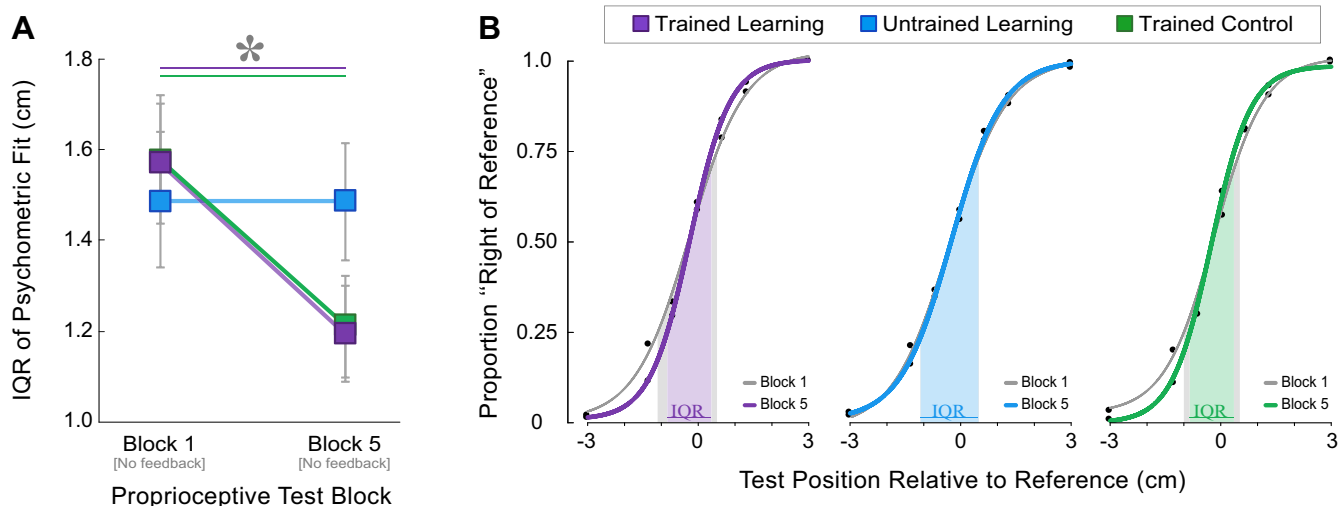 A
IQR of Psychometric Fit (cm)
1.8
1.6
1.4
1.2
1.0
*
Block 1
[No feedback]
Block 5
[No feedback]
Proprioceptive Test Block
B
Trained Learning
Untrained Learning
Trained Control
Proportion “Right of Reference”
1.0
0.75
0.50
0.25
0
Block 1
Block 5
IQR
-3 0 3
Block 1
Block 5
IQR
-3 0 3
Block 1
Block 5
IQR
-3 0 3
Test Position Relative to Reference (cm)